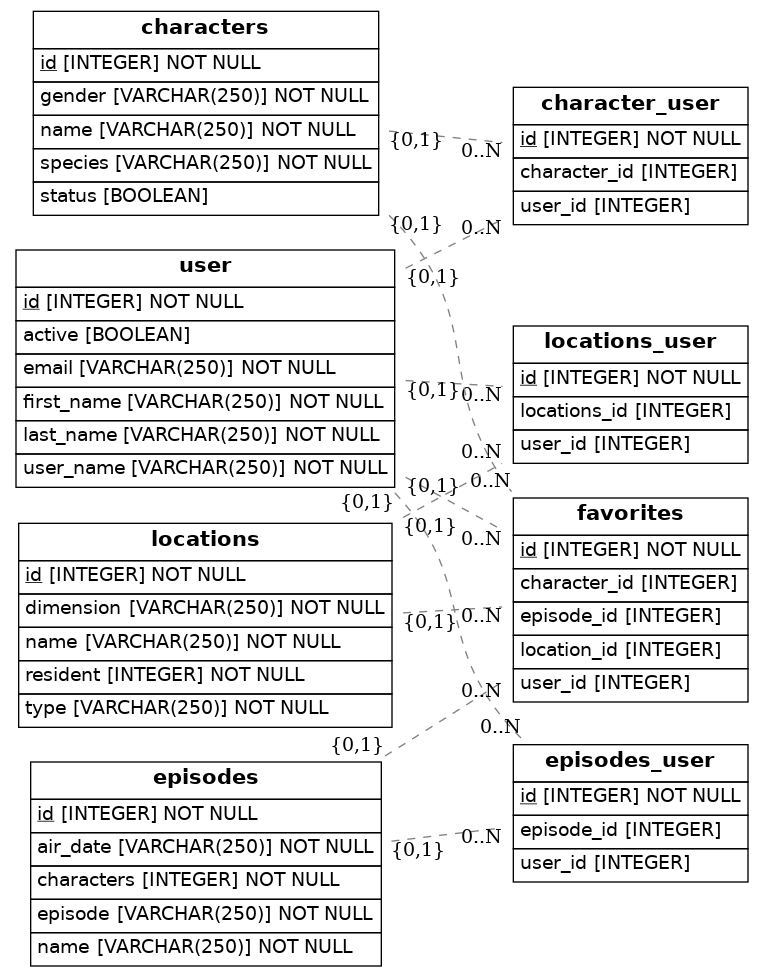 characters
id [INTEGER] NOT NULL
gender [VARCHAR(250)] NOT NULL
name [VARCHAR(250)] NOT NULL
species [VARCHAR(250)] NOT NULL
status [BOOLEAN]
character_user
id [INTEGER] NOT NULL
character_id [INTEGER]
user_id [INTEGER]
{0,1}
0..N
{0,1}
0..N
user
id [INTEGER] NOT NULL
active [BOOLEAN]
email [VARCHAR(250)] NOT NULL
first_name [VARCHAR(250)] NOT NULL
last_name [VARCHAR(250)] NOT NULL
user_name [VARCHAR(250)] NOT NULL
{0,1}
locations_user
id [INTEGER] NOT NULL
locations_id [INTEGER]
user_id [INTEGER]
{0,1}
0..N
0..N
0..N
{0,1}
{0,1}
{0,1}
0..N
locations
id [INTEGER] NOT NULL
dimension [VARCHAR(250)] NOT NULL
name [VARCHAR(250)] NOT NULL
resident [INTEGER] NOT NULL
type [VARCHAR(250)] NOT NULL
favorites
id [INTEGER] NOT NULL
character_id [INTEGER]
episode_id [INTEGER]
location_id [INTEGER]
user_id [INTEGER]
{0,1}
0..N
0..N
0..N
{0,1}
episodes
id [INTEGER] NOT NULL
air_date [VARCHAR(250)] NOT NULL
characters [INTEGER] NOT NULL
episode [VARCHAR(250)] NOT NULL
name [VARCHAR(250)] NOT NULL
episodes_user
id [INTEGER] NOT NULL
episode_id [INTEGER]
user_id [INTEGER]
{0,1}
0..N